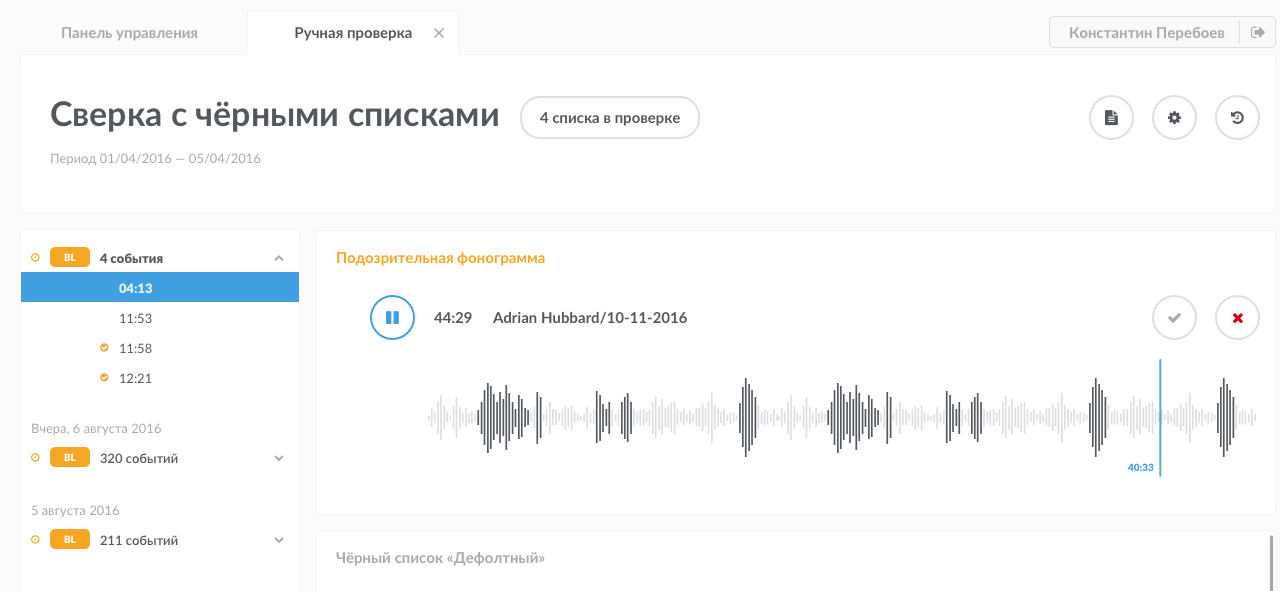 Панель управления
Ручная проверка
Константин Перебоев
Сверка с чёрными списками
4 списка в проверке
Период 01/04/2016 — 05/04/2016
BL 4 события
04:13
11:53
11:58
12:21
Вчера, 6 августа 2016
BL 320 событий
5 августа 2016
BL 211 событий
Подозрительная фонограмма
44:29 Adrian Hubbard/10-11-2016
40:33
Чёрный список «Дефолтный»